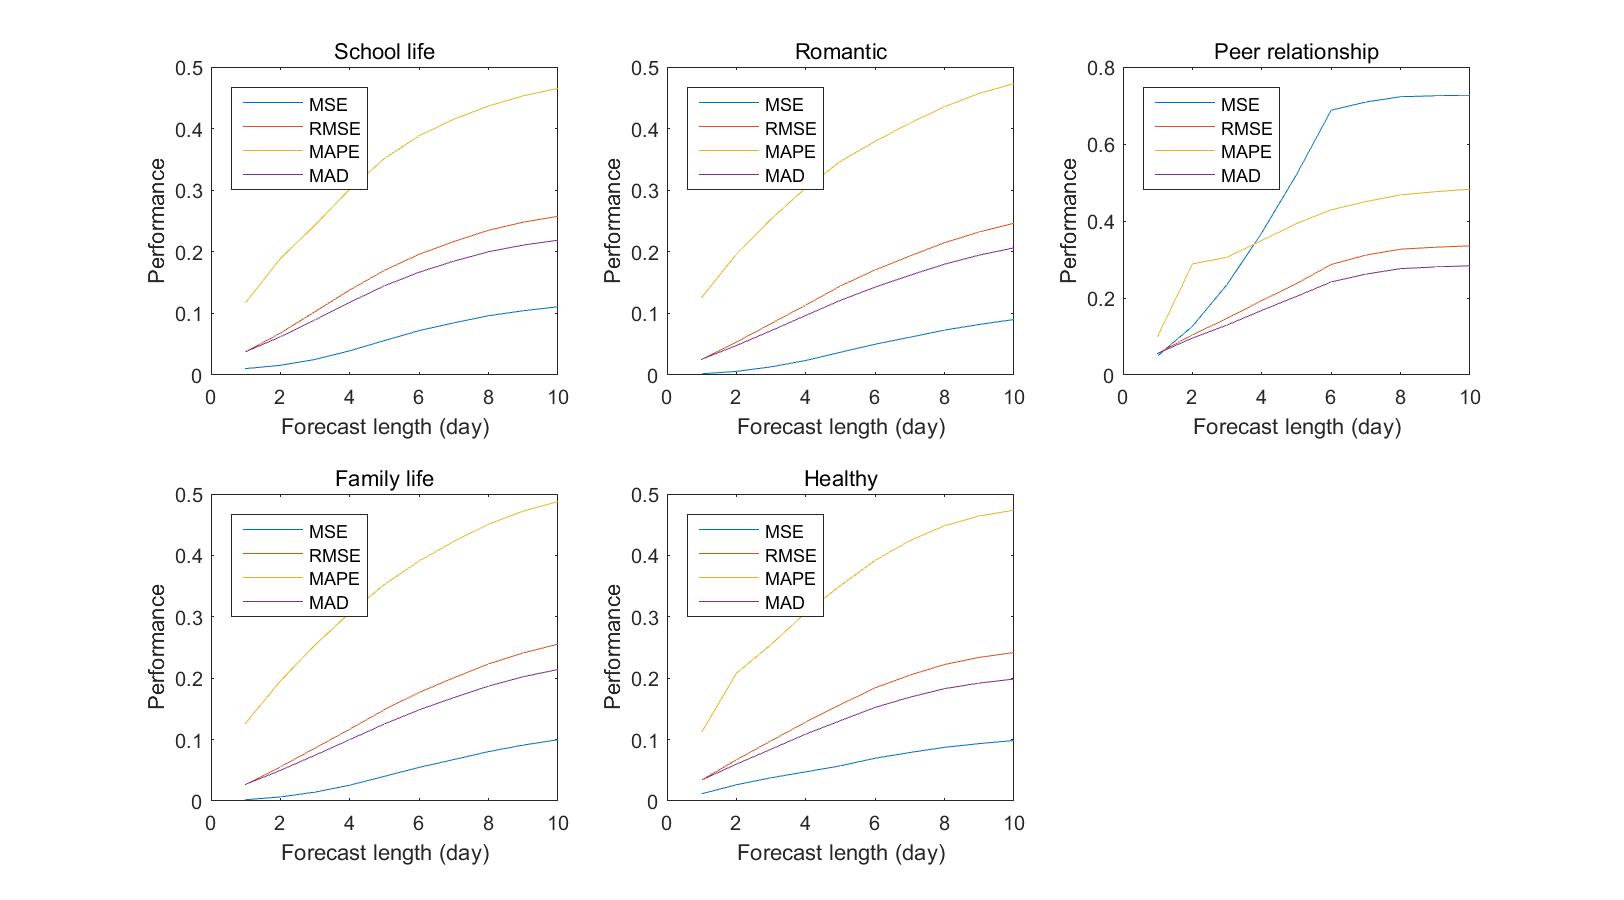 School life
0.5
0.4
0.3
0.2
0.1
0
Performance
MSE
RMSE
MAPE
MAD
0 2 4 6 8 10
Forecast length (day)
Romantic
0.5
0.4
0.3
0.2
0.1
0
Performance
MSE
RMSE
MAPE
MAD
0 2 4 6 8 10
Forecast length (day)
Peer relationship
0.8
0.6
0.4
0.2
0
Performance
MSE
RMSE
MAPE
MAD
0 2 4 6 8 10
Forecast length (day)
Family life
0.5
0.4
0.3
0.2
0.1
0
Performance
MSE
RMSE
MAPE
MAD
0 2 4 6 8 10
Forecast length (day)
Healthy
0.5
0.4
0.3
0.2
0.1
0
Performance
MSE
RMSE
MAPE
MAD
0 2 4 6 8 10
Forecast length (day)